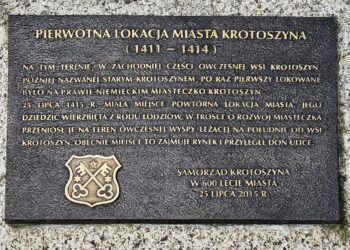 PIERWOTNA LOKACJA MIASTA KROTOSZYNA
( 1411 – 1414 )
NA TYM TERENIE, W ZACHODNIEJ CZĘŚCI ÓWCZESNEJ WSI KROTOSZYN
PÓŹNIEJ NAZWANEJ STARYM KROTOSZYNEM, PO RAZ PIERWSZY LOKOWANE
BYŁO NA PRAWIE NIEMIECKIM MIASTECZKO KROTOSZYN.
25 LIPCA 1415 R. MIAŁA MIEJSCE POWTÓRNA LOKACJA MIASTA. JEGO
DZIEDZIC WIERZBIĘTA Z RODU ŁODZIÓW, W TROSCE O ROZWÓJ MIASTECZKA
PRZENIÓSŁ JE NA TEREN ÓWCZESNEJ WYSPY LEŻĄCEJ NA POŁUDNIE OD WSI
KROTOSZYN. OBECNIE MIEJSCE TO ZAJMUJE RYNEK I PRZYLEGŁE DOŃ ULICE.
SAMORZĄD KROTOSZYNA
W 600 LECIE MIASTA
25 LIPCA 2015 R.